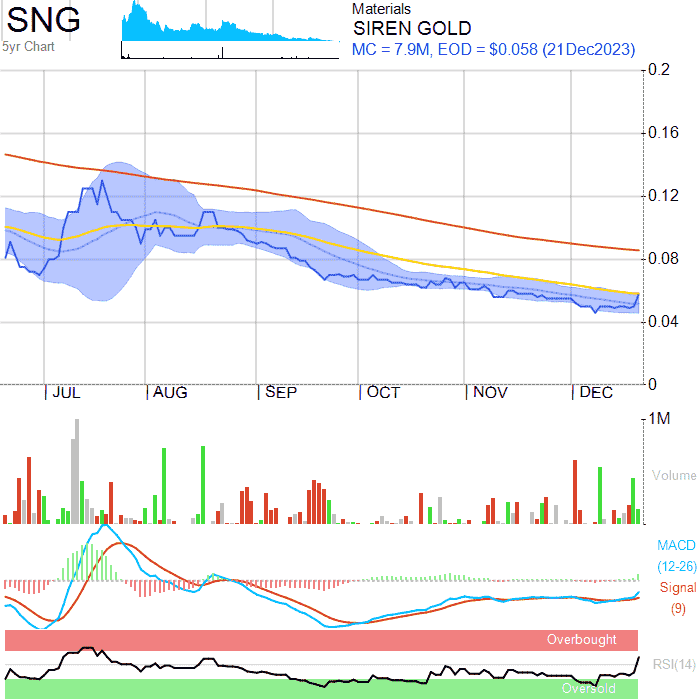 SNG
5yr Chart
Materials
SIREN GOLD
MC = 7.9M, EOD = $0.058 (21Dec2023)
0.2
0.16
0.12
0.08
0.04
0
JUL AUG SEP OCT NOV DEC
1M
Volume
MACD
(12-26)
Signal
(9)
Overbought
RSI(14)
Oversold